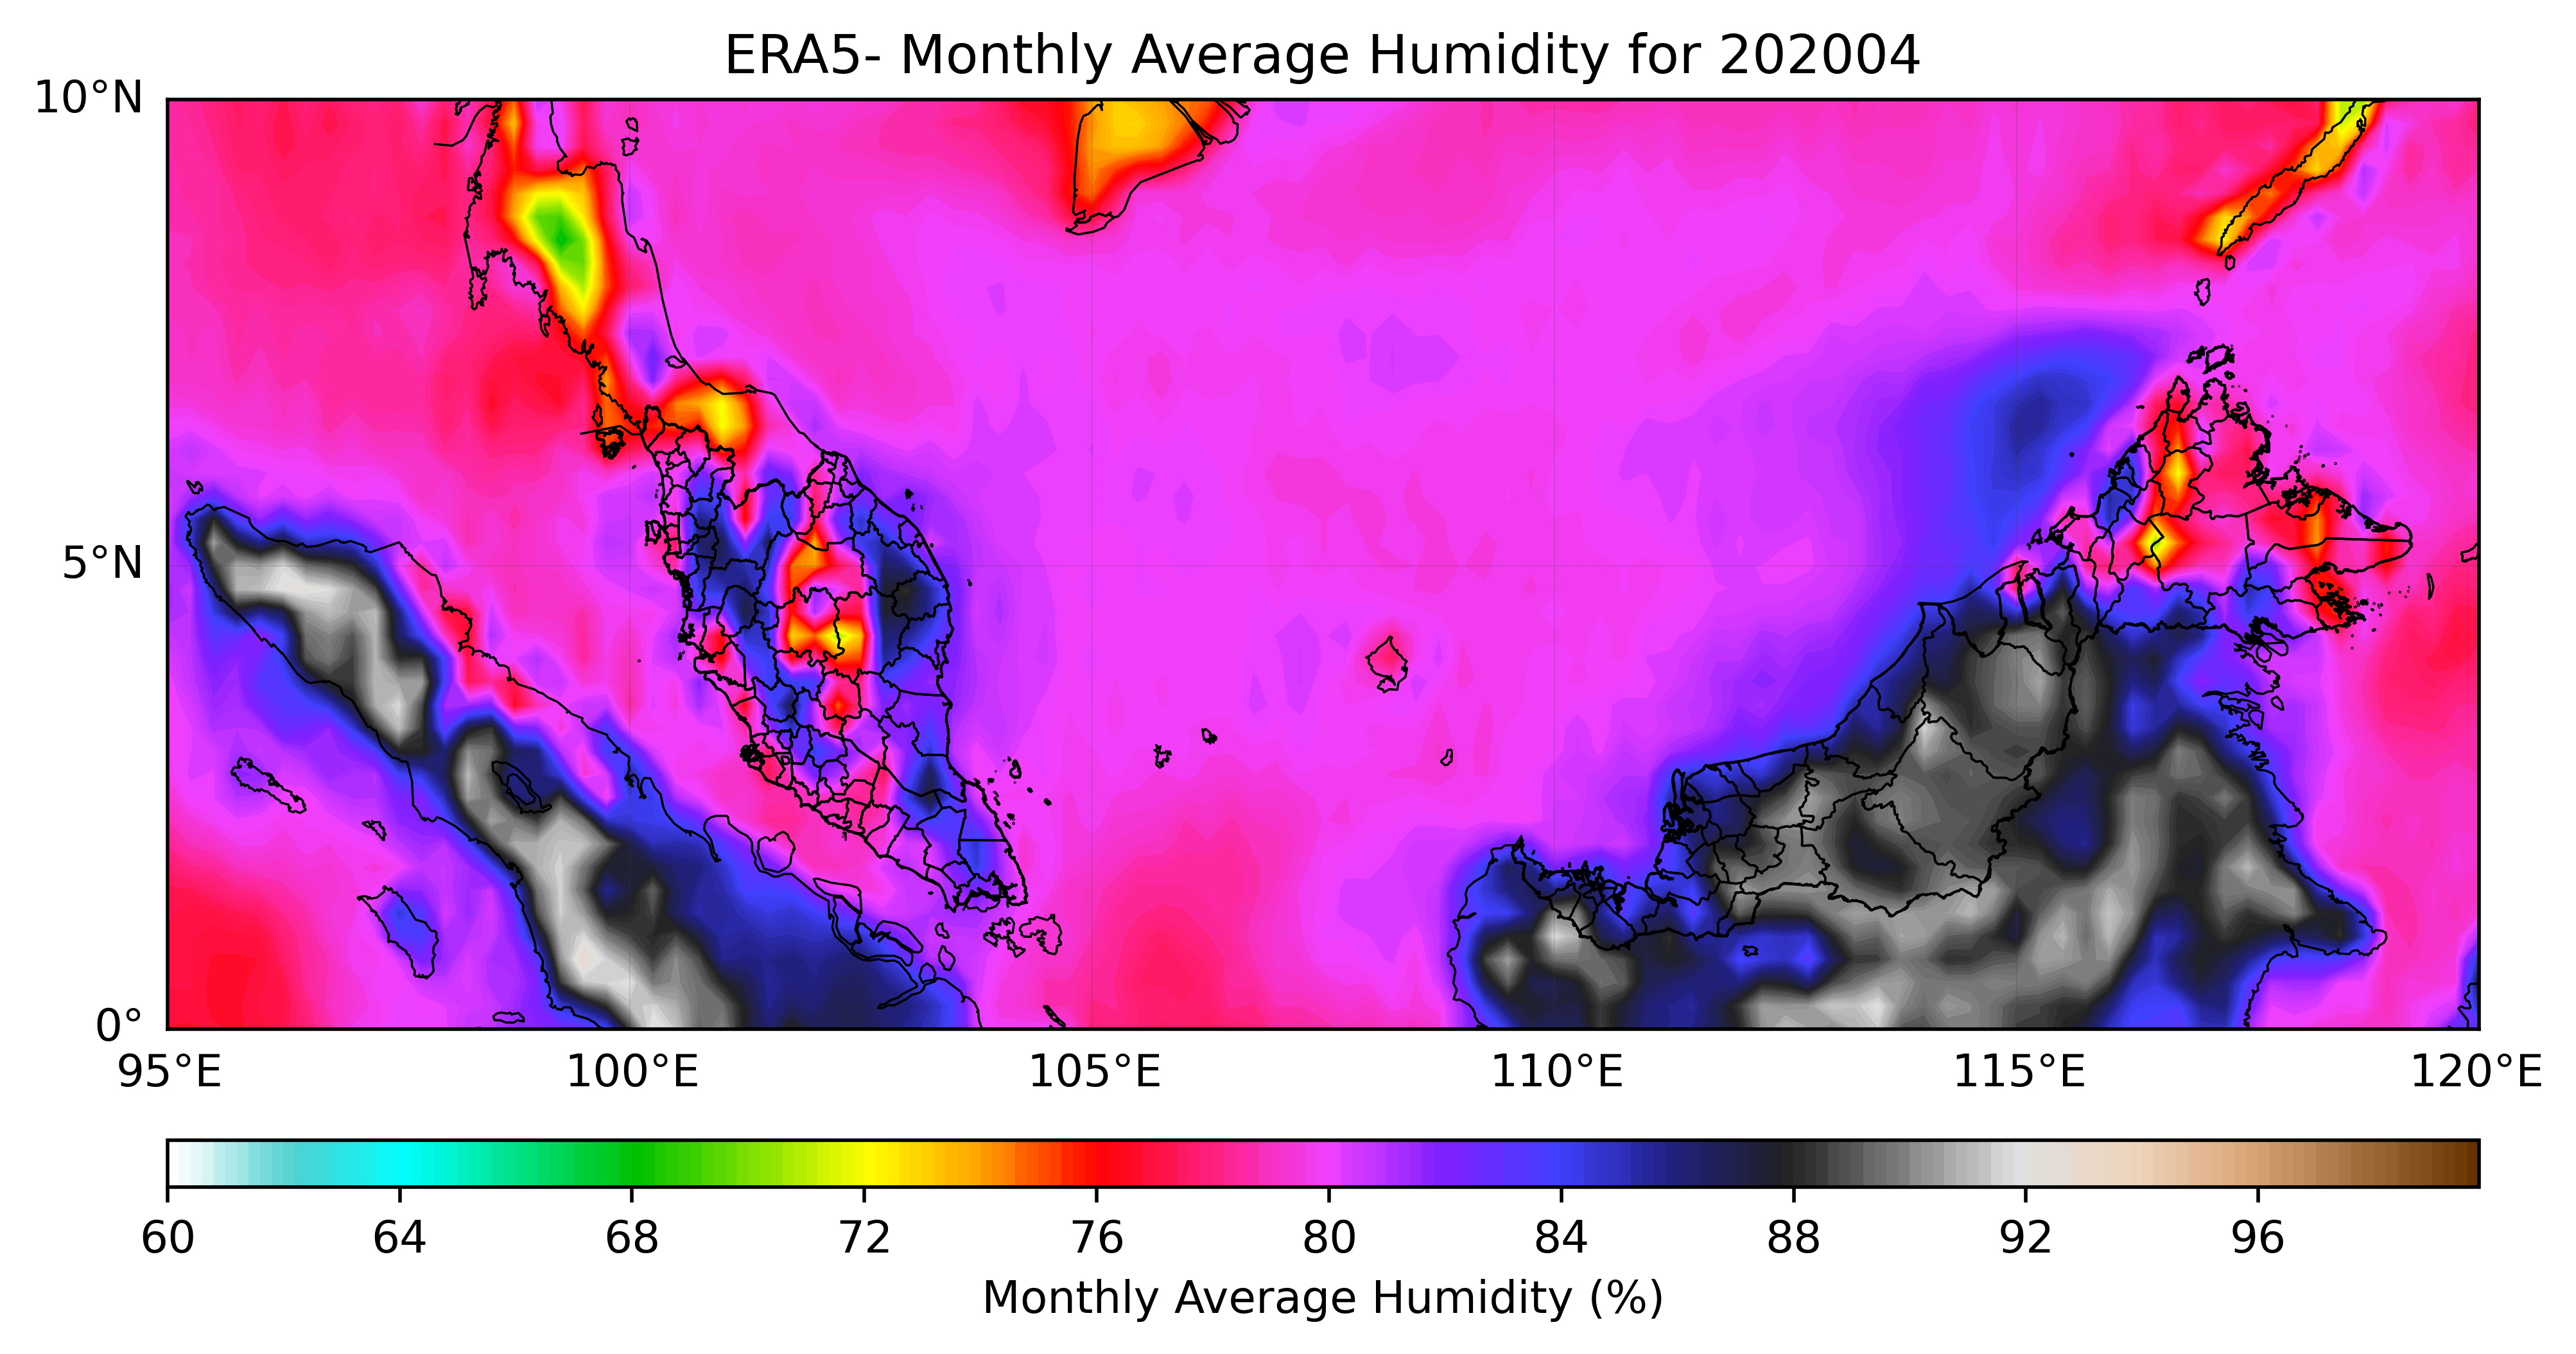 ERA5- Monthly Average Humidity for 202004
10°N
5°N
0°
95°E 100°E 105°E 110°E 115°E 120°E
60 64 68 72 76 80 84 88 92 96
Monthly Average Humidity (%)